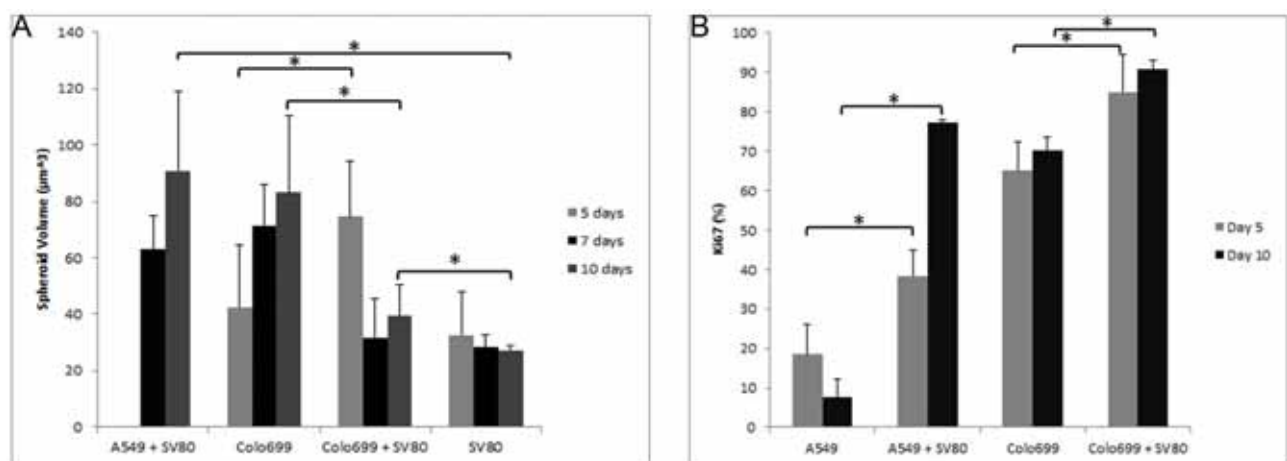 A
140
120
100
80
60
40
20
0
Spheroid Volume (µm^3)
* * * *
A549 + SV80 Colo699 Colo699 + SV80 SV80
5 days
7 days
10 days
B
100
90
80
70
60
50
40
30
20
10
0
Ki67 (%)
* * * *
A549 A549 + SV80 Colo699 Colo699 + SV80
Day 5
Day 10